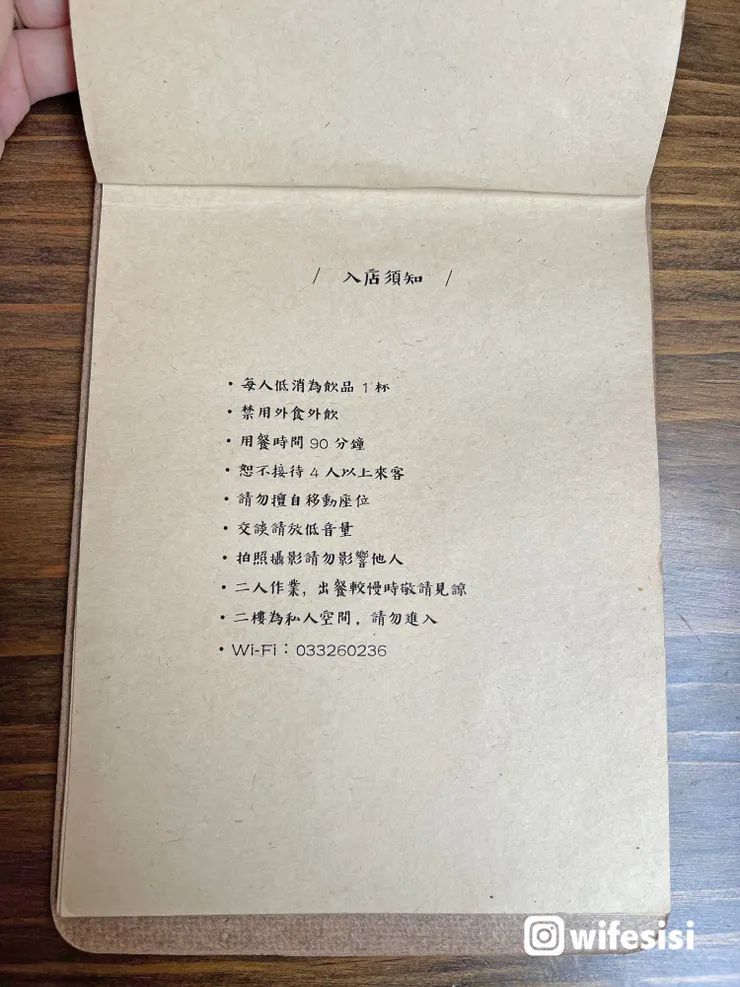 / 入店須知 /
・每人低消為飲品 1 杯
・禁用外食外飲
・用餐時間 90 分鐘
・恕不接待 4 人以上來客
・請勿擅自移動座位
・交談請放低音量
・拍照攝影請勿影響他人
・二人作業，出餐較慢時敬請見諒
・二樓為私人空間，請勿進入
・Wi-Fi：033260236
wifesisi